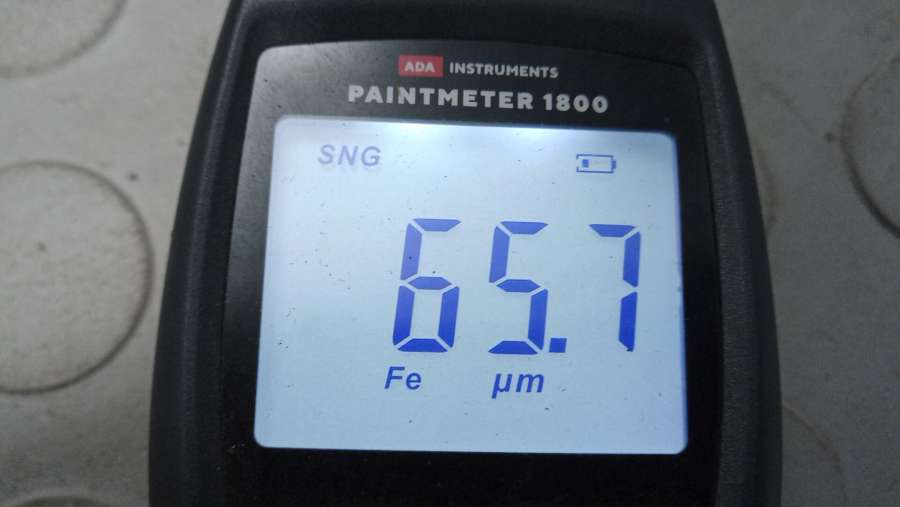 ADA INSTRUMENTS
PAINTMETER 1800
SNG
65.7
Fe µm